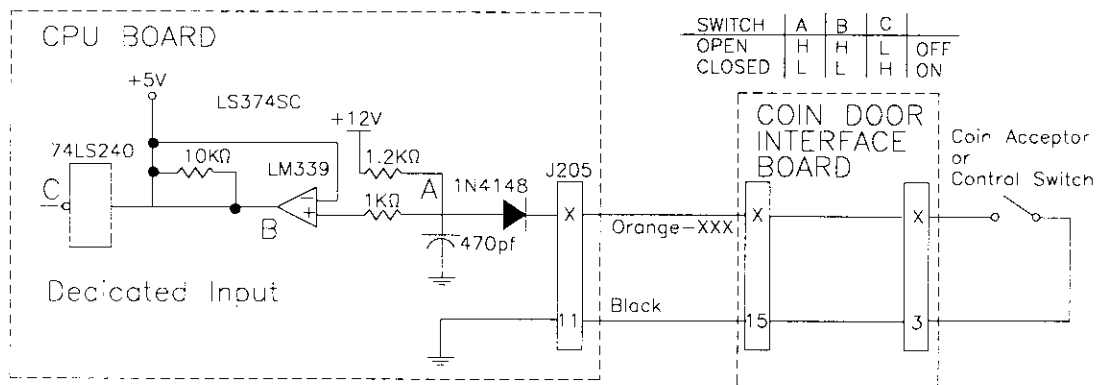 SWITCH A B C
OPEN H H L OFF
CLOSED L L H ON
CPU BOARD
+5V
LS374SC
+12V
74LS240
10KΩ
LM339
1.2KΩ
A
1N4148
J205
C
B
−
+
1KΩ
X
470pf
Orange-XXX
COIN DOOR
INTERFACE
BOARD
X
X
Coin Acceptor
or
Control Switch
Dedicated Input
11
Black
15
3